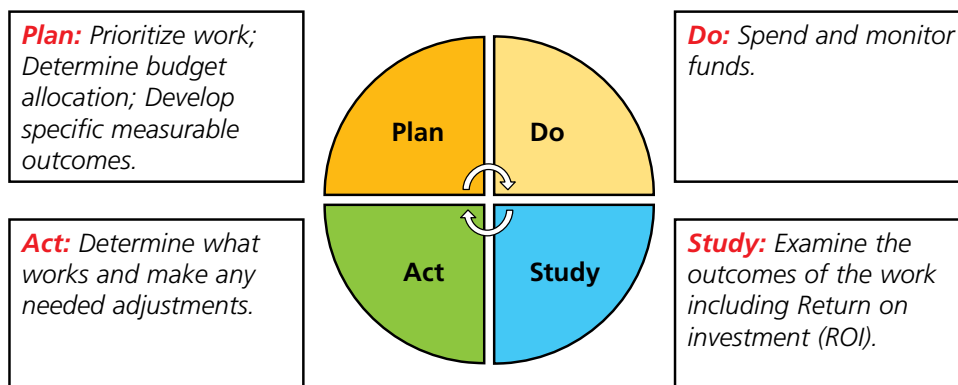 Plan: Prioritize work;
Determine budget
allocation; Develop
specific measurable
outcomes.
Do: Spend and monitor
funds.
Plan
Do
Act
Study
Act: Determine what
works and make any
needed adjustments.
Study: Examine the
outcomes of the work
including Return on
investment (ROI).